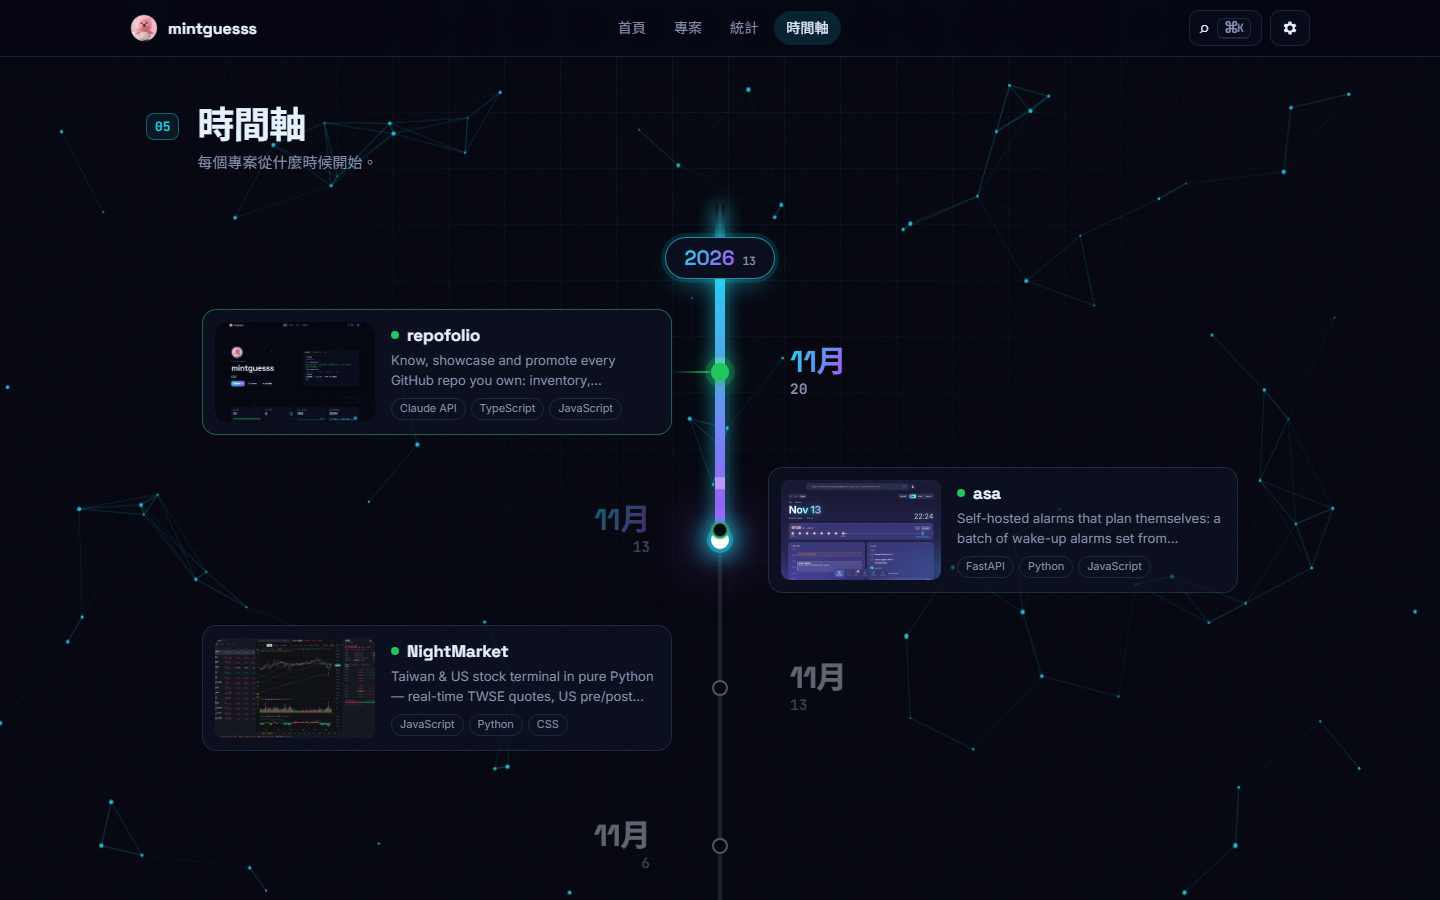 mintguesss
首頁 專案 統計 時間軸
⌘K
05
時間軸
每個專案從什麼時候開始。
2026 13
mintguesss
repofolio
Know, showcase and promote every
GitHub repo you own: inventory,...
Claude API TypeScript JavaScript
11月
20
11月
13
Nov 13
22:24
asa
Self-hosted alarms that plan themselves: a
batch of wake-up alarms set from...
FastAPI Python JavaScript
NightMarket
Taiwan & US stock terminal in pure Python
— real-time TWSE quotes, US pre/post...
JavaScript Python CSS
11月
13
11月
6